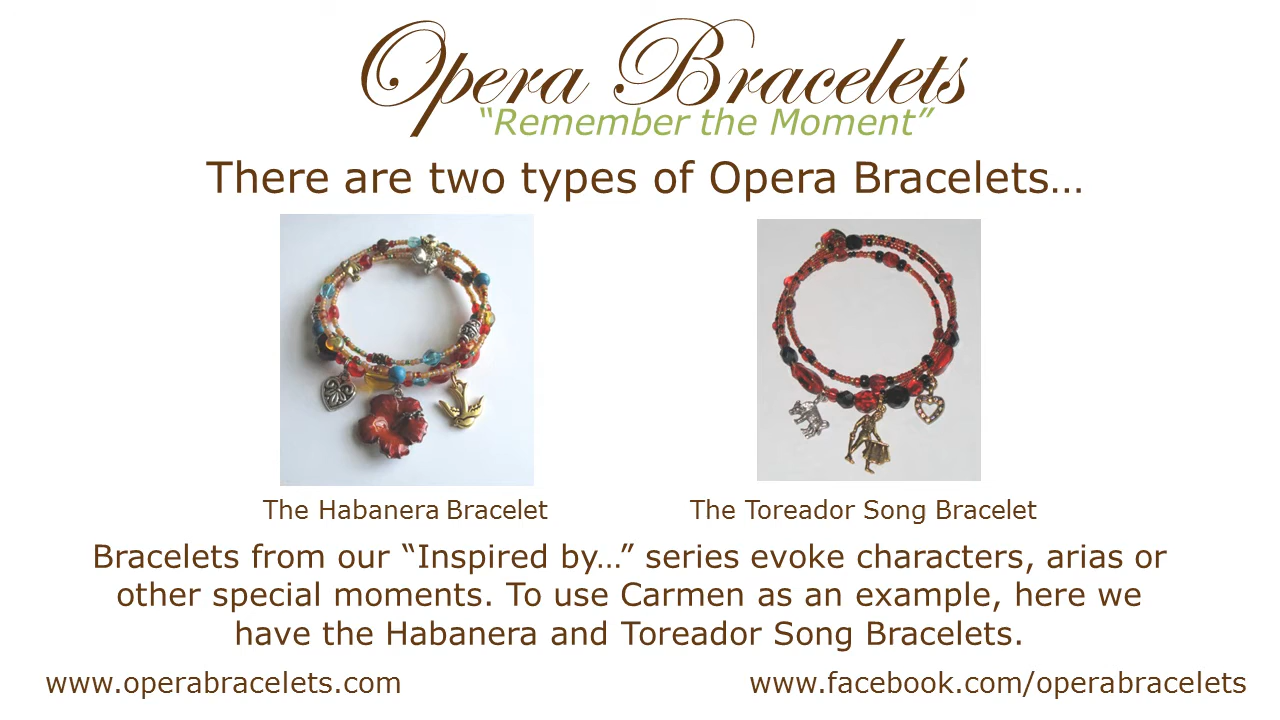 Opera Bracelets
“Remember the Moment”
There are two types of Opera Bracelets…
The Habanera Bracelet
The Toreador Song Bracelet
Bracelets from our “Inspired by…” series evoke characters, arias or
other special moments. To use Carmen as an example, here we
have the Habanera and Toreador Song Bracelets.
www.operabracelets.com
www.facebook.com/operabracelets